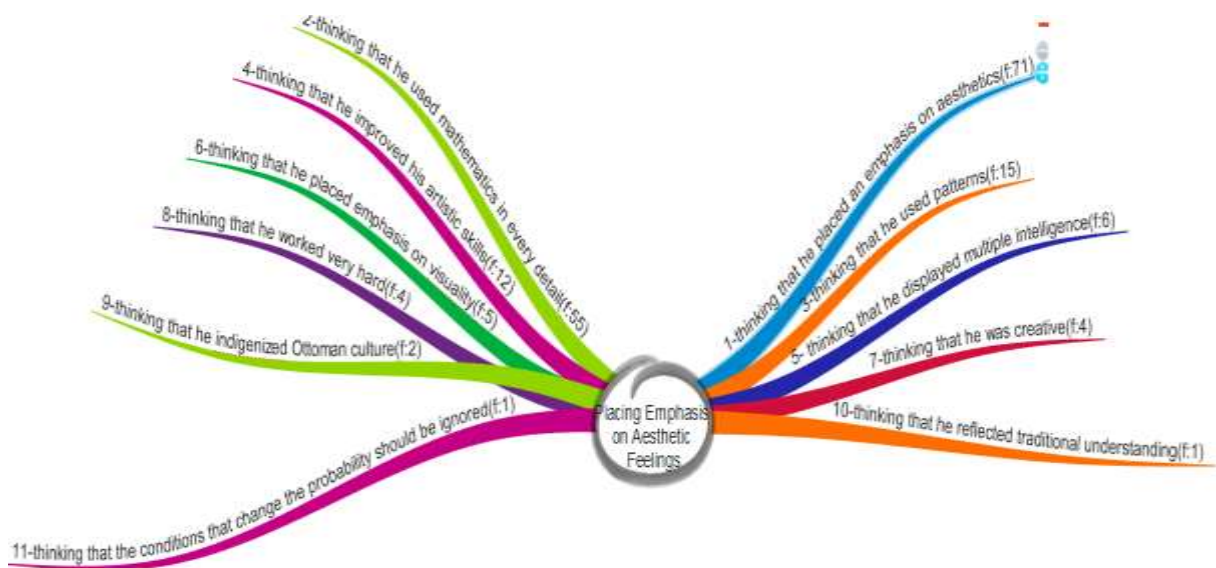 2-thinking that he used mathematics in every detail(f:55)
4-thinking that he improved his artistic skills(f:12)
6-thinking that he placed emphasis on visuality(f:5)
8-thinking that he worked very hard(f:4)
9-thinking that he indigenized Ottoman culture(f:2)
11-thinking that the conditions that change the probability should be ignored(f:1)
Placing Emphasis
on Aesthetic
Feelings
1-thinking that he placed an emphasis on aesthetics(f:71)
3-thinking that he used patterns(f:15)
5- thinking that he displayed multiple intelligence(f:6)
7-thinking that he was creative(f:4)
10-thinking that he reflected traditional understanding(f:1)